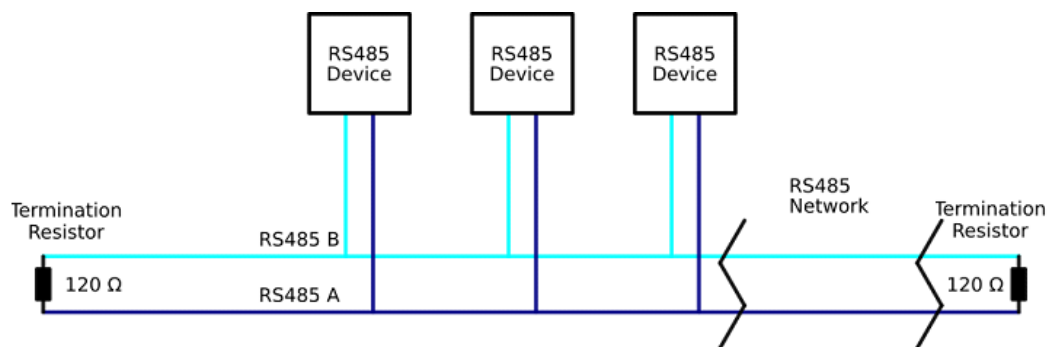 RS485
Device
RS485
Device
RS485
Device
RS485
Network
Termination
Resistor
Termination
Resistor
RS485 B
120 Ω
RS485 A
120 Ω